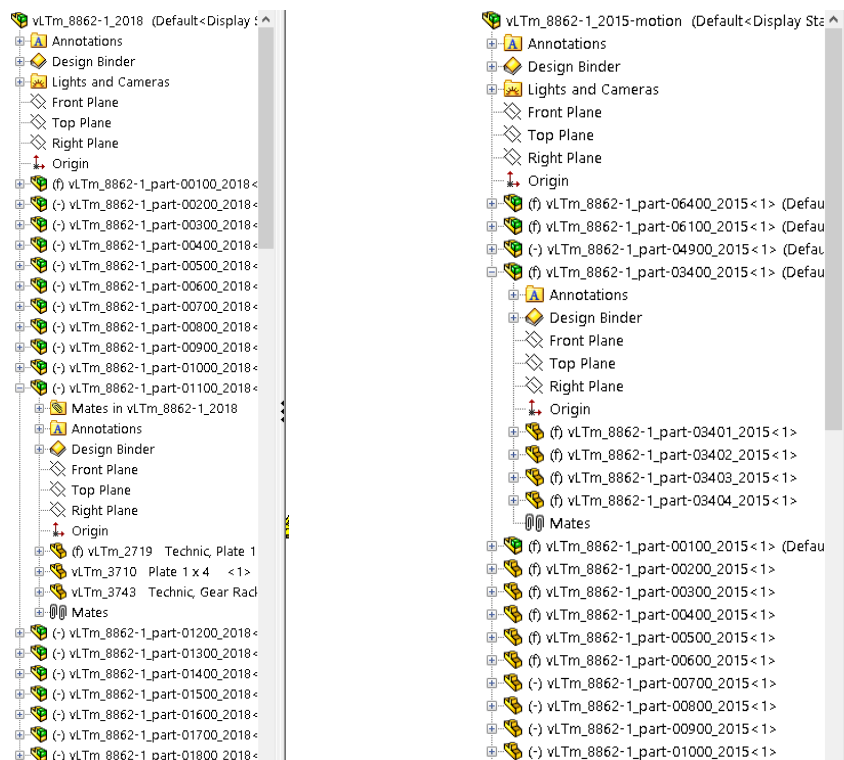 vLTm_8862-1_2018 (Default<Display S
Annotations
Design Binder
Lights and Cameras
Front Plane
Top Plane
Right Plane
Origin
(f) vLTm_8862-1_part-00100_2018<
(-) vLTm_8862-1_part-00200_2018<
(-) vLTm_8862-1_part-00300_2018<
(-) vLTm_8862-1_part-00400_2018<
(-) vLTm_8862-1_part-00500_2018<
(-) vLTm_8862-1_part-00600_2018<
(-) vLTm_8862-1_part-00700_2018<
(-) vLTm_8862-1_part-00800_2018<
(-) vLTm_8862-1_part-00900_2018<
(-) vLTm_8862-1_part-01000_2018<
(-) vLTm_8862-1_part-01100_2018<
Mates in vLTm_8862-1_2018
Annotations
Design Binder
Front Plane
Top Plane
Right Plane
Origin
(f) vLTm_2719 Technic, Plate 1
vLTm_3710 Plate 1 x 4 <1>
vLTm_3743 Technic, Gear Rack
Mates
(-) vLTm_8862-1_part-01200_2018<
(-) vLTm_8862-1_part-01300_2018<
(-) vLTm_8862-1_part-01400_2018<
(-) vLTm_8862-1_part-01500_2018<
(-) vLTm_8862-1_part-01600_2018<
(-) vLTm_8862-1_part-01700_2018<
(-) vLTm_8862-1_part-01800_2018<
vLTm_8862-1_2015-motion (Default<Display Sta
Annotations
Design Binder
Lights and Cameras
Front Plane
Top Plane
Right Plane
Origin
(f) vLTm_8862-1_part-06400_2015<1> (Defau
(f) vLTm_8862-1_part-06100_2015<1> (Defau
(-) vLTm_8862-1_part-04900_2015<1> (Defau
(f) vLTm_8862-1_part-03400_2015<1> (Defau
Annotations
Design Binder
Front Plane
Top Plane
Right Plane
Origin
(f) vLTm_8862-1_part-03401_2015<1>
(f) vLTm_8862-1_part-03402_2015<1>
(f) vLTm_8862-1_part-03403_2015<1>
(f) vLTm_8862-1_part-03404_2015<1>
Mates
(f) vLTm_8862-1_part-00100_2015<1> (Defau
(f) vLTm_8862-1_part-00200_2015<1>
(f) vLTm_8862-1_part-00300_2015<1>
(f) vLTm_8862-1_part-00400_2015<1>
(f) vLTm_8862-1_part-00500_2015<1>
(f) vLTm_8862-1_part-00600_2015<1>
(-) vLTm_8862-1_part-00700_2015<1>
(-) vLTm_8862-1_part-00800_2015<1>
(-) vLTm_8862-1_part-00900_2015<1>
(-) vLTm_8862-1_part-01000_2015<1>